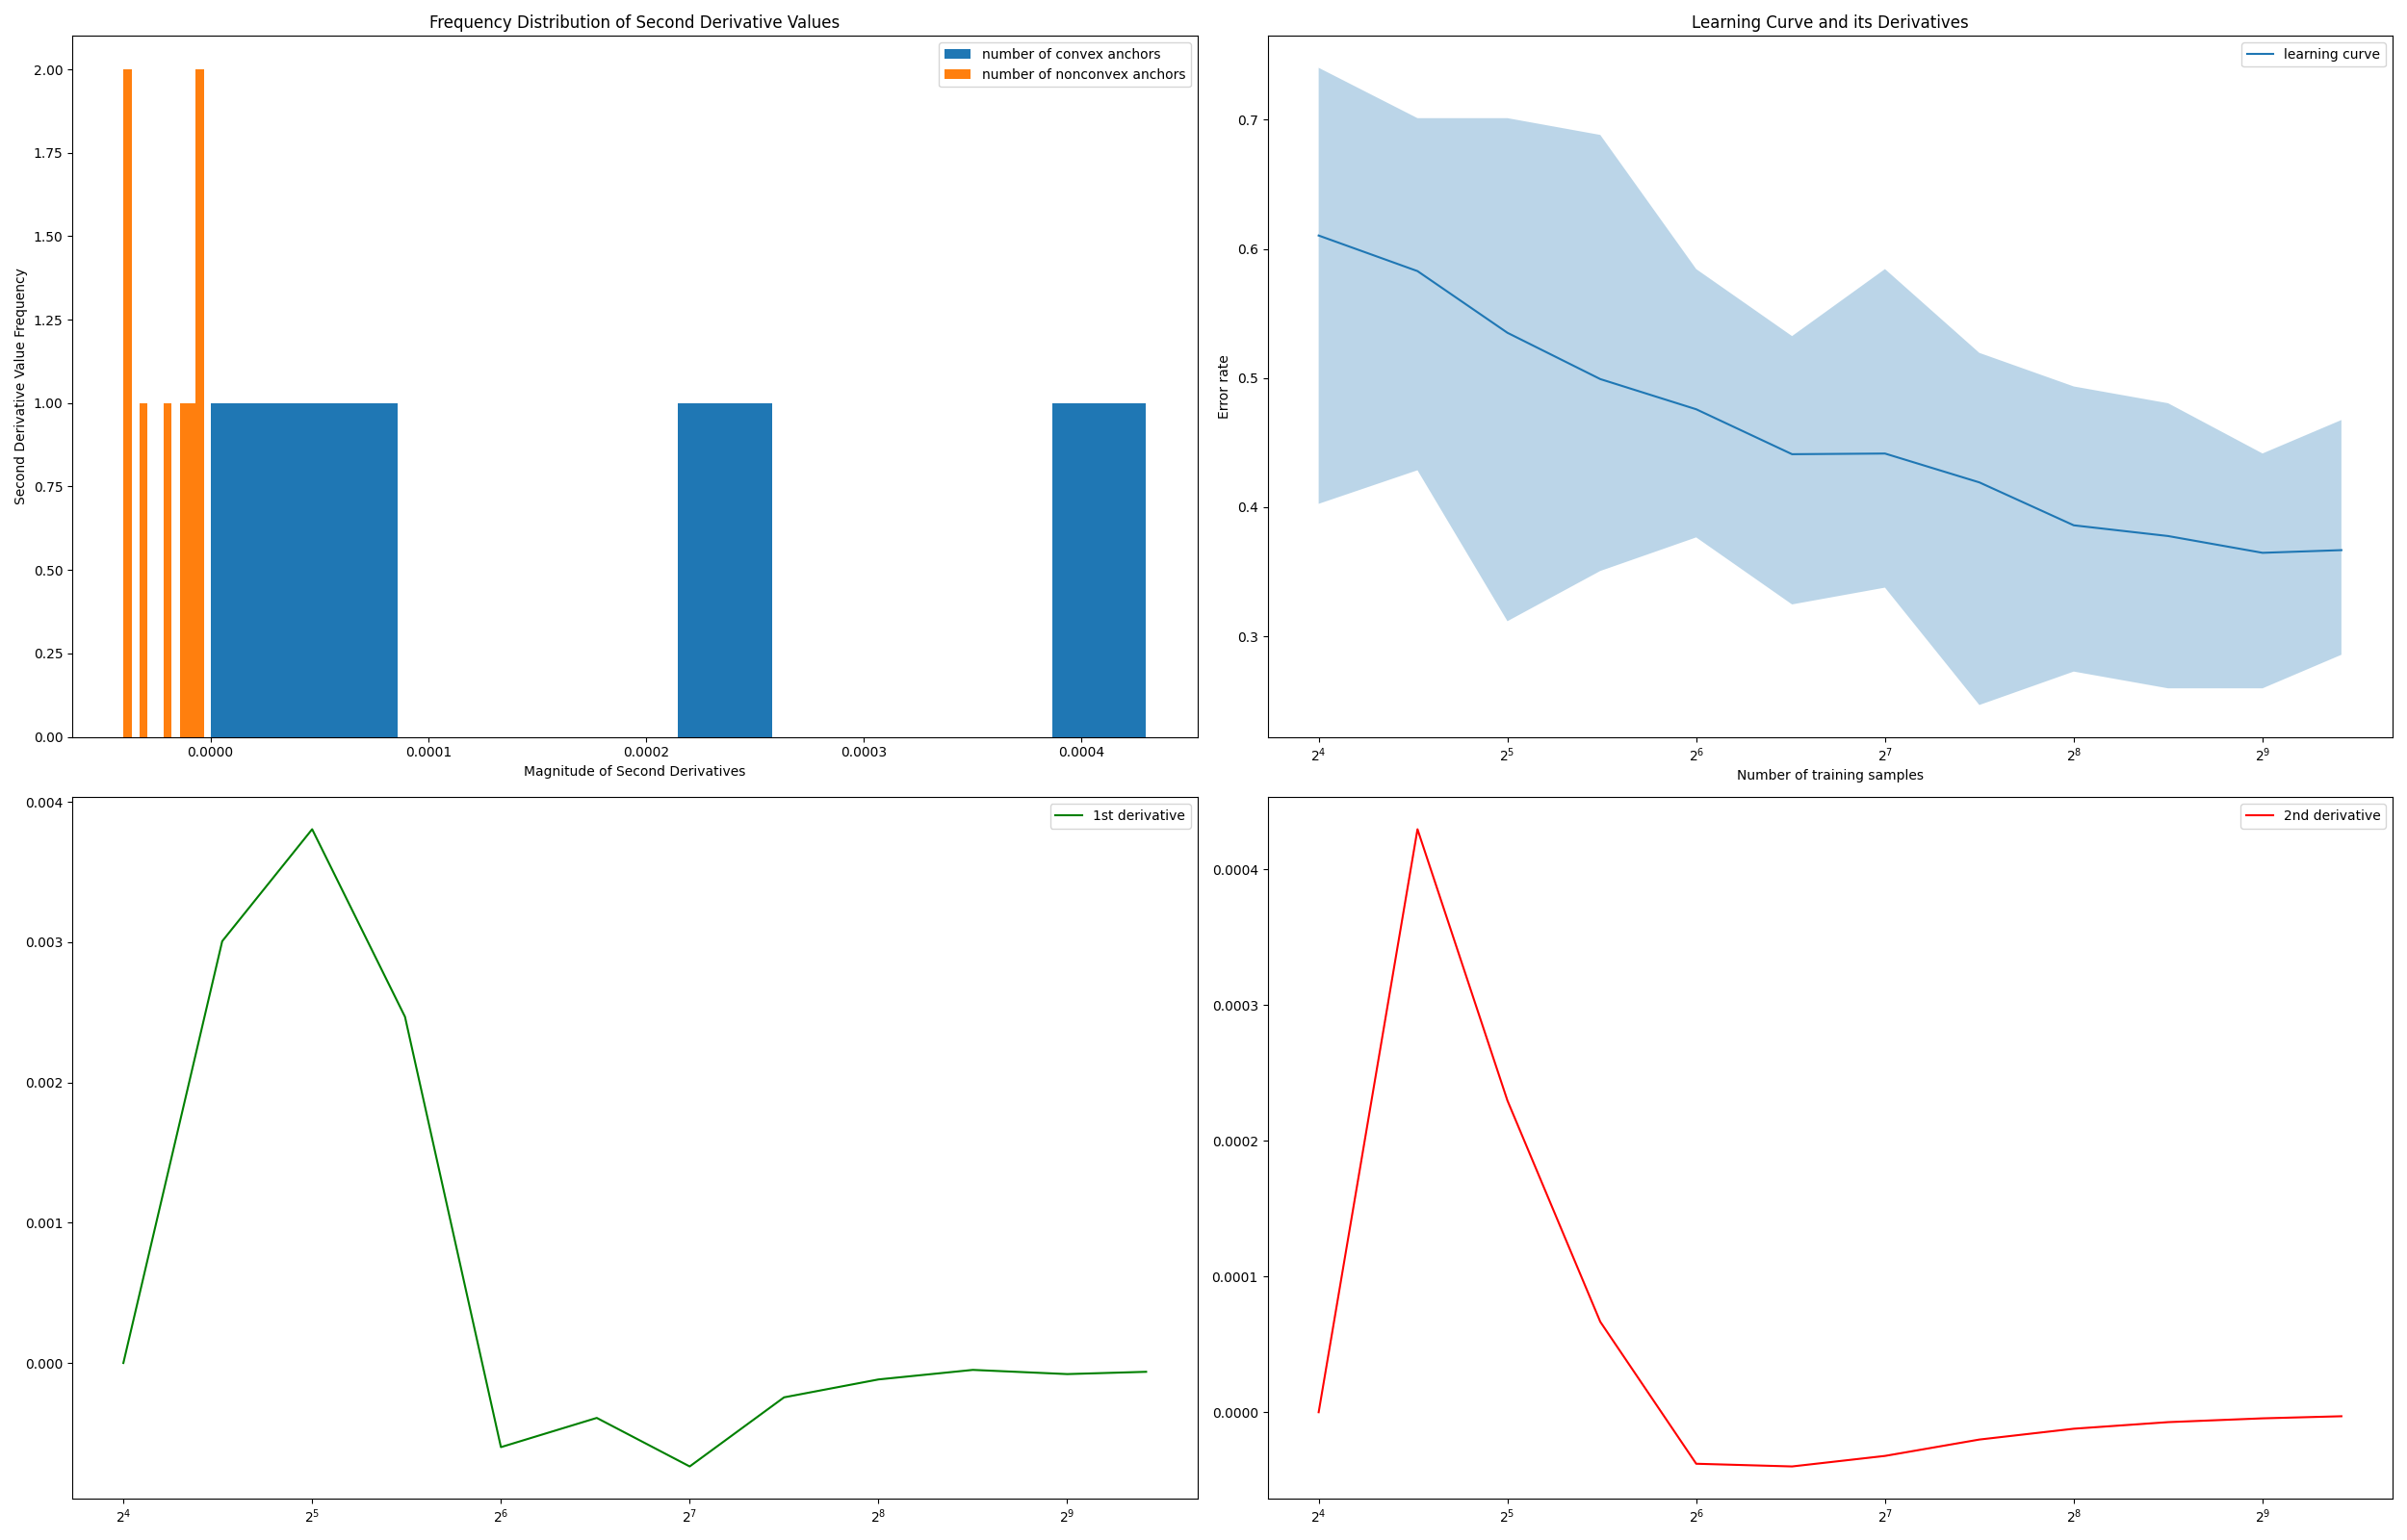 Frequency Distribution of Second Derivative Values
number of convex anchors
number of nonconvex anchors
Second Derivative Value Frequency
2.00
1.75
1.50
1.25
1.00
0.75
0.50
0.25
0.00
0.0000 0.0001 0.0002 0.0003 0.0004
Magnitude of Second Derivatives
Learning Curve and its Derivatives
learning curve
Error rate
0.7
0.6
0.5
0.4
0.3
2⁴ 2⁵ 2⁶ 2⁷ 2⁸ 2⁹
Number of training samples
1st derivative
0.004
0.003
0.002
0.001
0.000
2⁴ 2⁵ 2⁶ 2⁷ 2⁸ 2⁹
2nd derivative
0.0004
0.0003
0.0002
0.0001
0.0000
2⁴ 2⁵ 2⁶ 2⁷ 2⁸ 2⁹